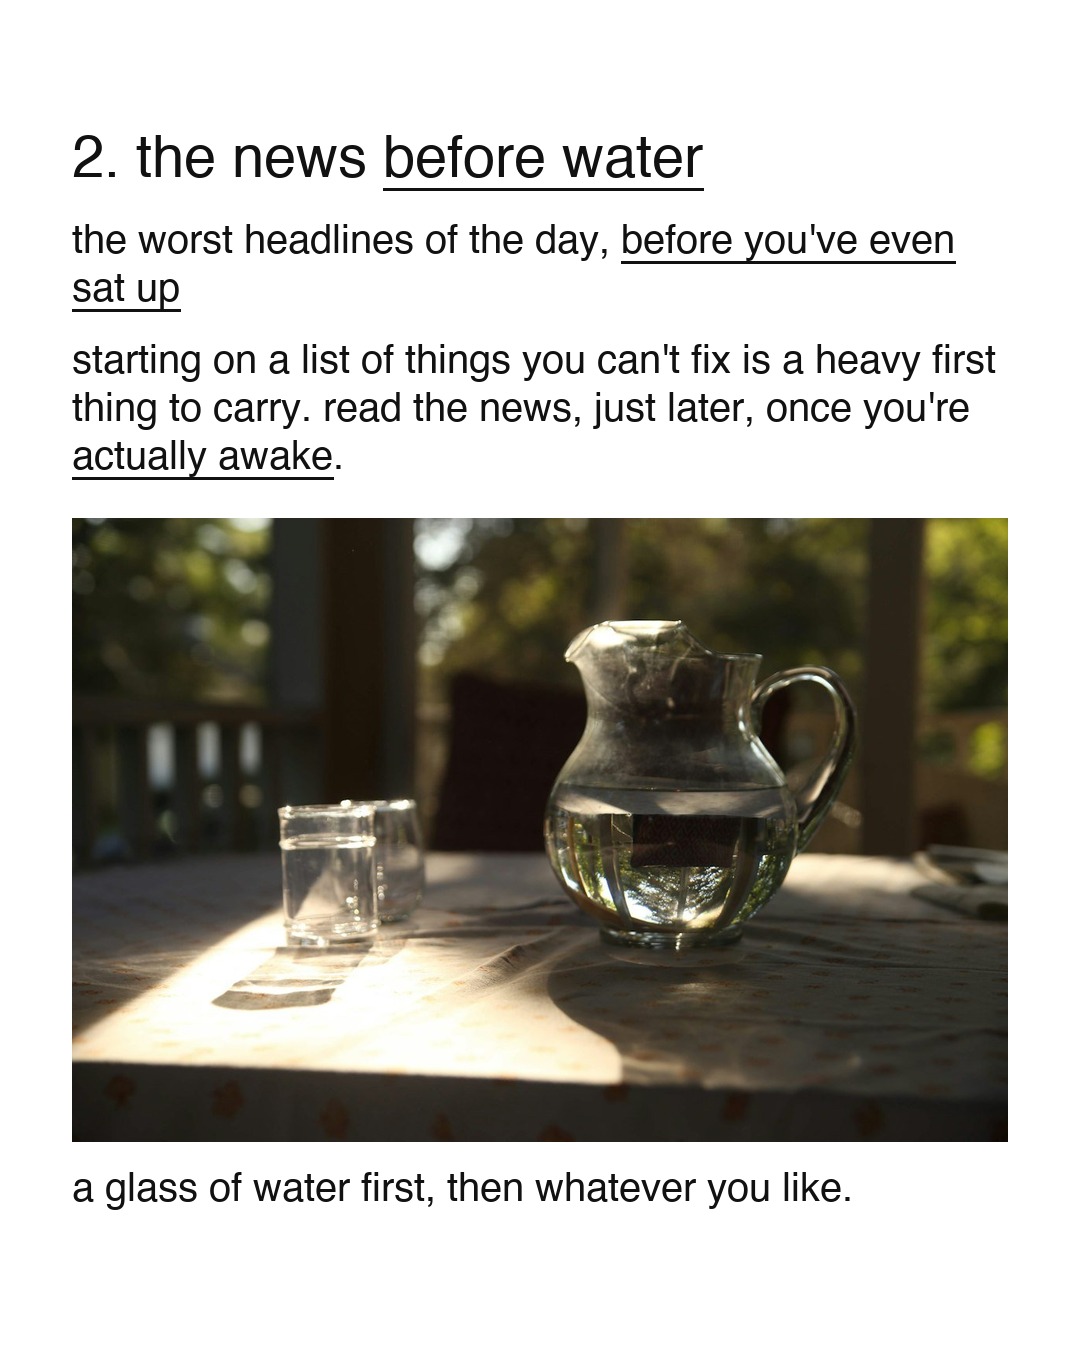 2. the news before water
the worst headlines of the day, before you've even
sat up
starting on a list of things you can't fix is a heavy first
thing to carry. read the news, just later, once you're
actually awake.
a glass of water first, then whatever you like.